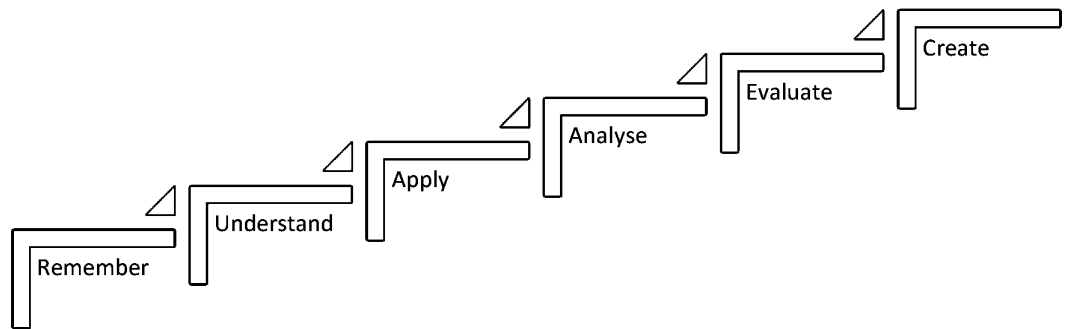 Create
Evaluate
Analyse
Apply
Understand
Remember